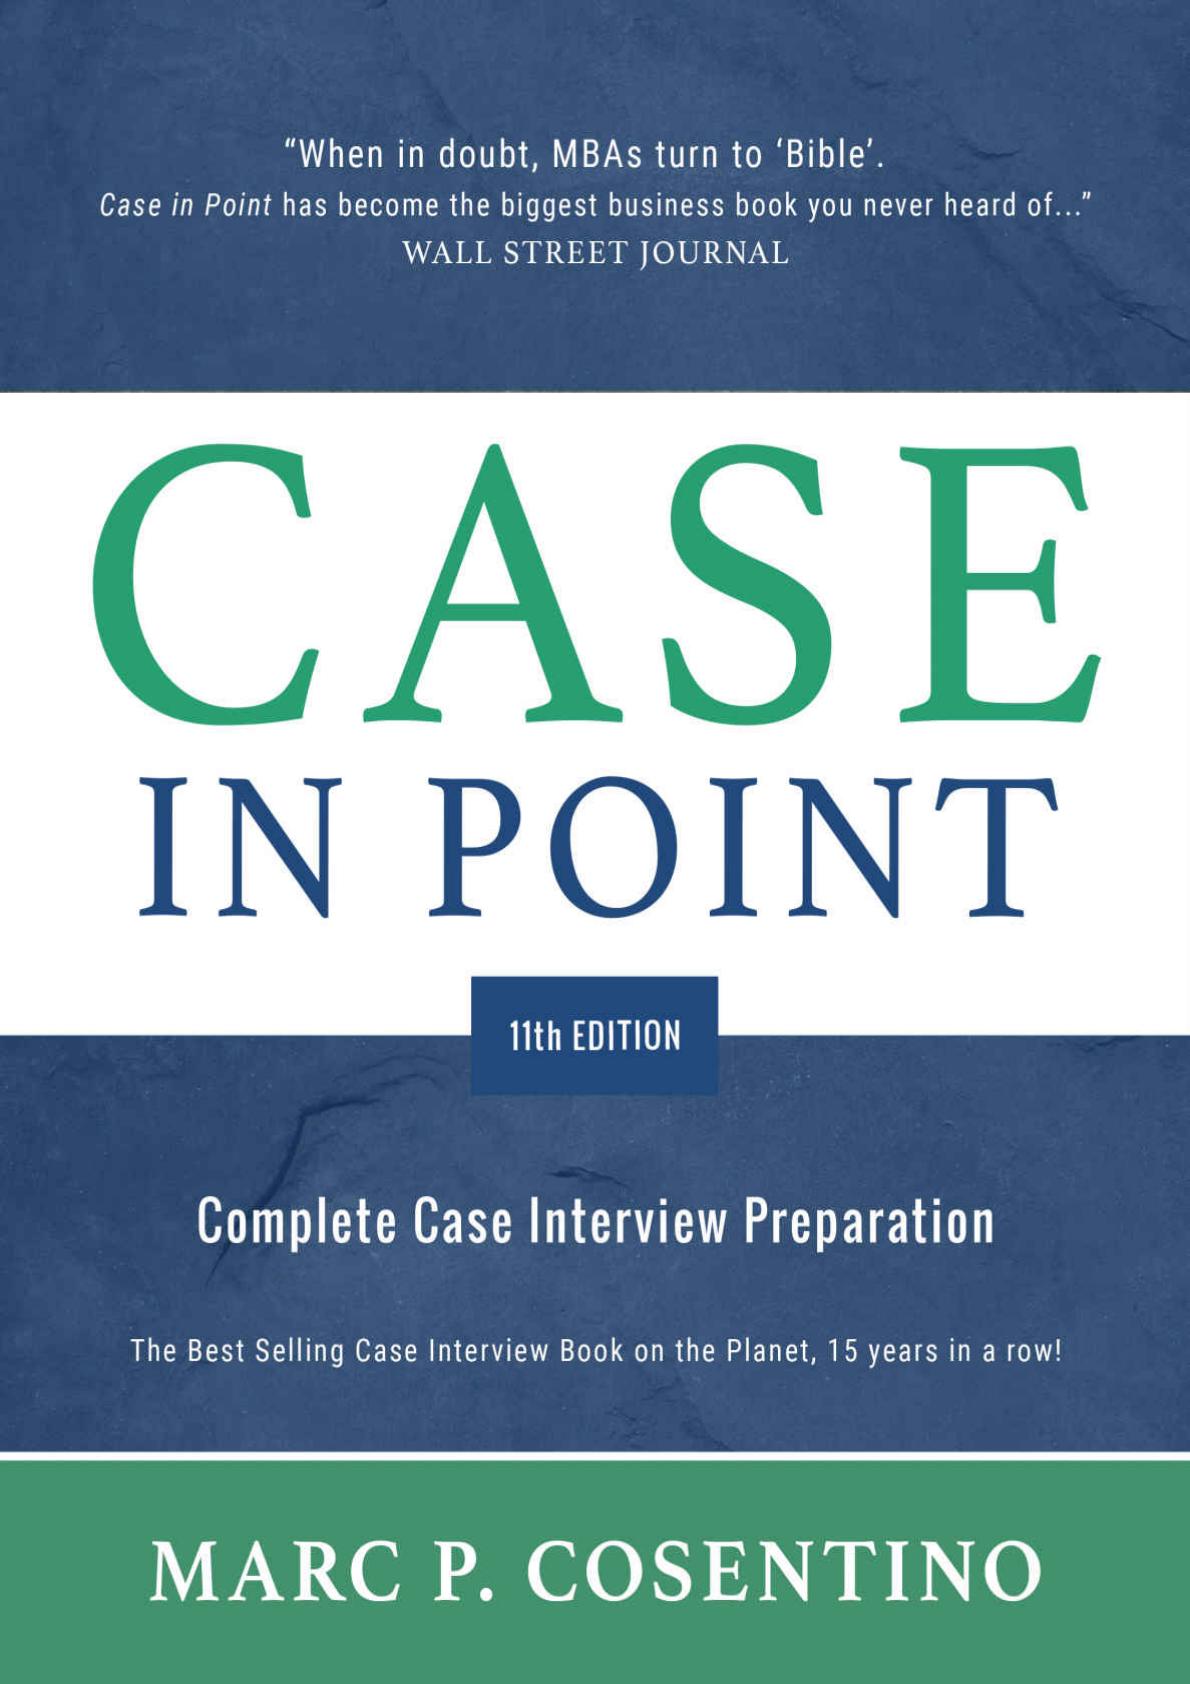 “When in doubt, MBAs turn to ‘Bible’.
Case in Point has become the biggest business book you never heard of...”
WALL STREET JOURNAL
CASE
IN POINT
11th EDITION
Complete Case Interview Preparation
The Best Selling Case Interview Book on the Planet, 15 years in a row!
MARC P. COSENTINO